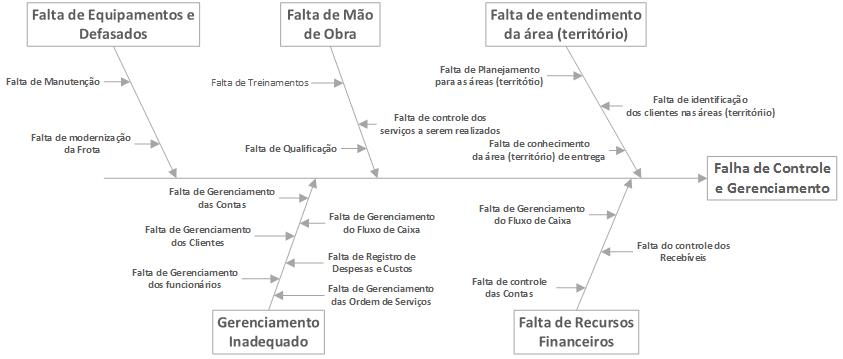 Falta de Equipamentos e
Defasados
Falta de Mão
de Obra
Falta de entendimento
da área (território)
Falta de Manutenção
Falta de modernização
da Frota
Falta de Treinamentos
Falta de controle dos
serviços a serem realizados
Falta de Qualificação
Falta de Planejamento
para as áreas (territótio)
Falta de identificação
dos clientes nas áreas (territóriio)
Falta de conhecimento
da área (território) de entrega
Falha de Controle
e Gerenciamento
Falta de Gerenciamento
das Contas
Falta de Gerenciamento
do Fluxo de Caixa
Falta de Gerenciamento
dos Clientes
Falta de Registro de
Despesas e Custos
Falta de Gerenciamento
dos funcionários
Falta de Gerenciamento
das Ordem de Serviços
Gerenciamento
Inadequado
Falta de Gerenciamento
do Fluxo de Caixa
Falta do controle dos
Recebíveis
Falta de controle
das Contas
Falta de Recursos
Financeiros